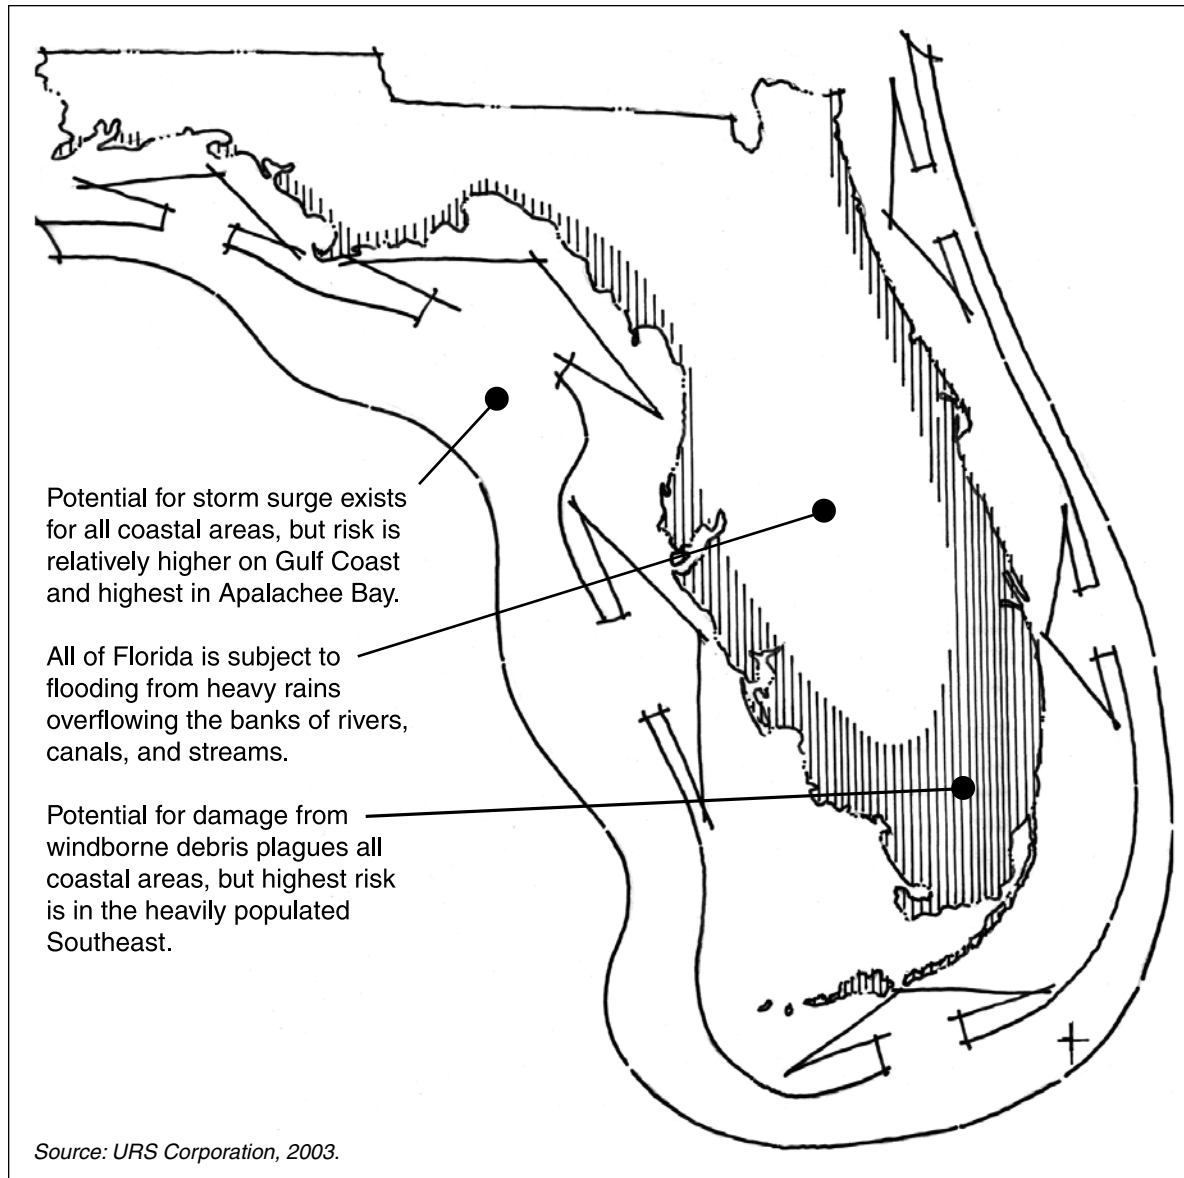 Potential for storm surge exists
for all coastal areas, but risk is
relatively higher on Gulf Coast
and highest in Apalachee Bay.
All of Florida is subject to
flooding from heavy rains
overflowing the banks of rivers,
canals, and streams.
Potential for damage from
windborne debris plagues all
coastal areas, but highest risk
is in the heavily populated
Southeast.
Source: URS Corporation, 2003.